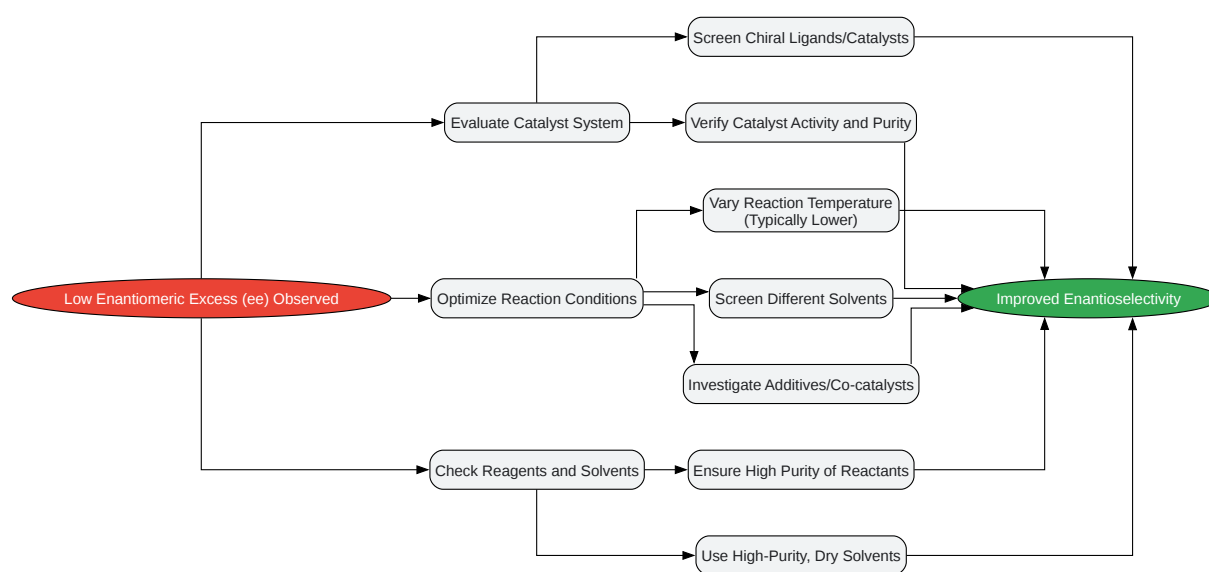 Screen Chiral Ligands/Catalysts
Evaluate Catalyst System
Verify Catalyst Activity and Purity
Vary Reaction Temperature
(Typically Lower)
Low Enantiomeric Excess (ee) Observed
Optimize Reaction Conditions
Screen Different Solvents
Improved Enantioselectivity
Investigate Additives/Co-catalysts
Check Reagents and Solvents
Ensure High Purity of Reactants
Use High-Purity, Dry Solvents